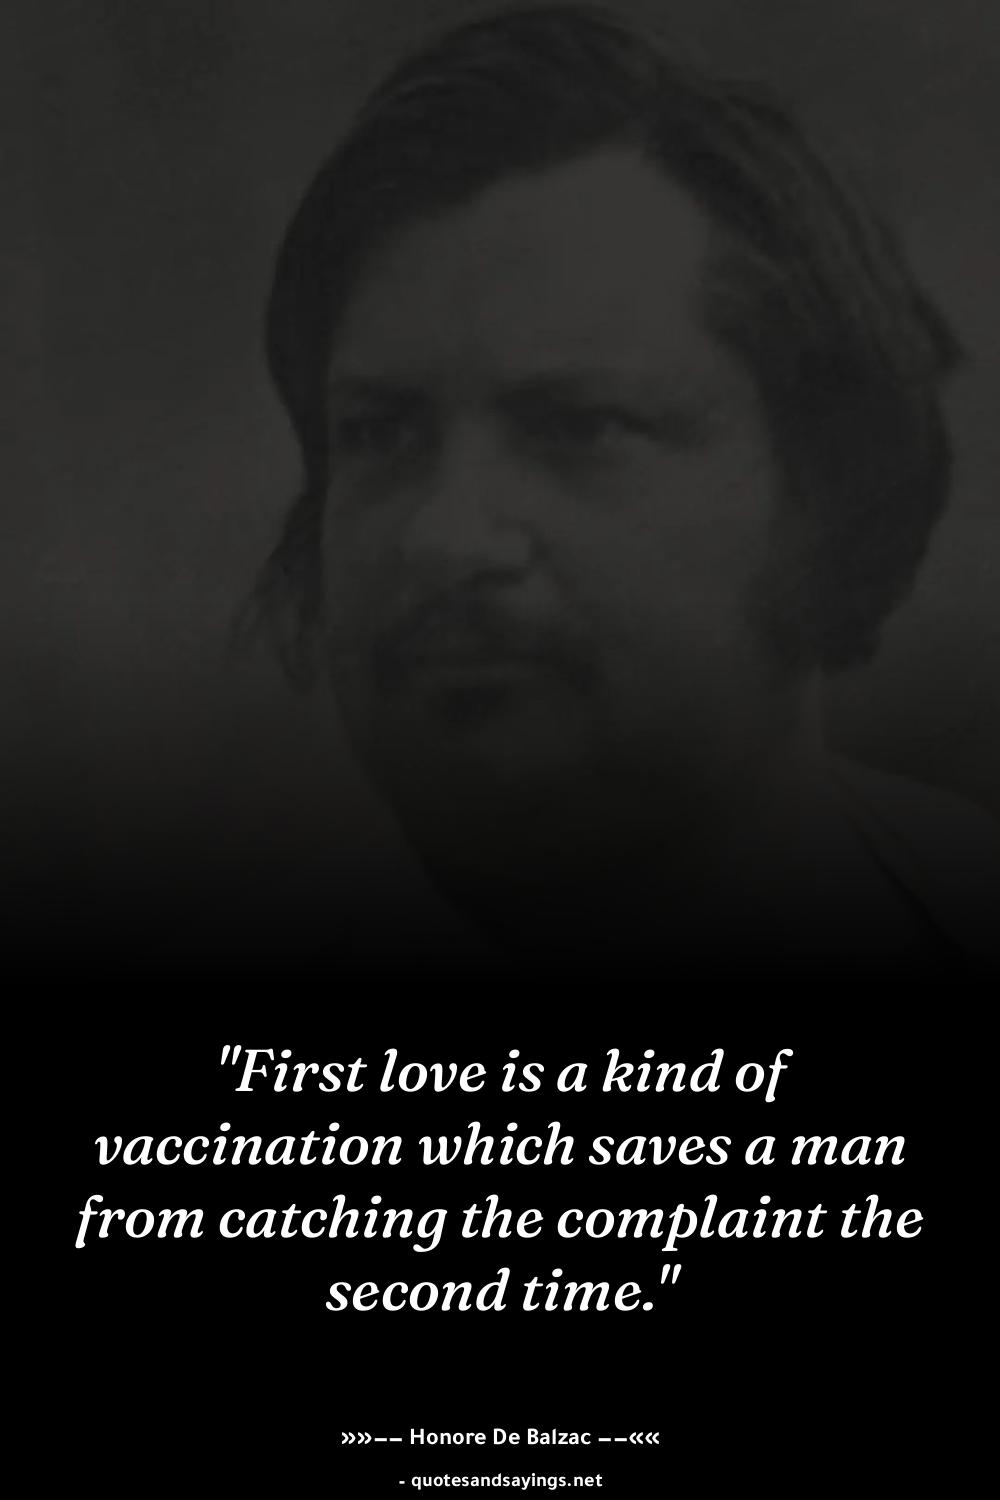 "First love is a kind of
vaccination which saves a man
from catching the complaint the
second time."
»»–– Honore De Balzac ––««
- quotesandsayings.net